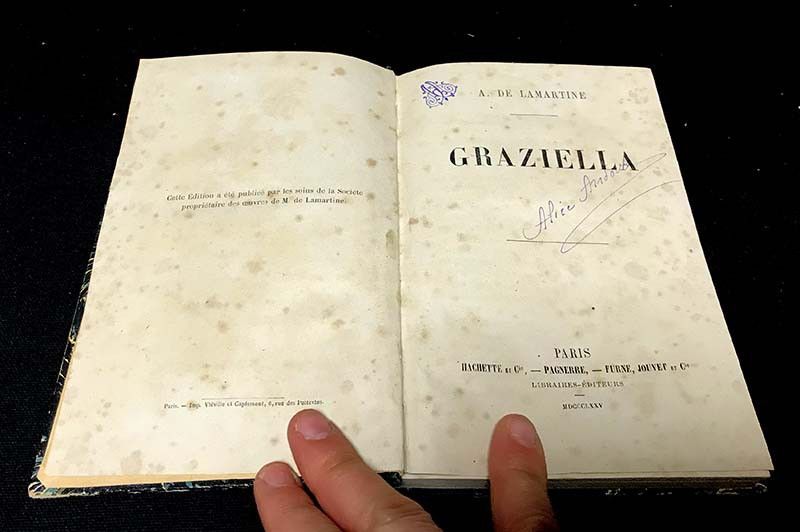 Cette Édition a été publié par les soins de la Société
propriétaire des œuvres de M. de Lamartine.
Paris. — Imp. Viéville et Capiomont, 6, rue des Poitevins.
A. DE LAMARTINE
GRAZIELLA
Alice
PARIS
HACHETTE ET Cie, — PAGNERRE, — FURNE, JOUVET ET Cie
LIBRAIRES-ÉDITEURS
MDCCCLXXV